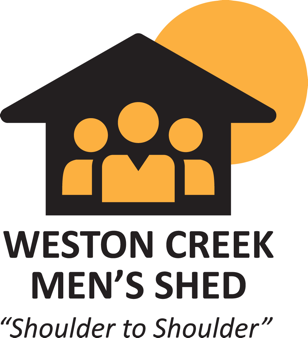 WESTON CREEK
MEN’S SHED
“Shoulder to Shoulder”